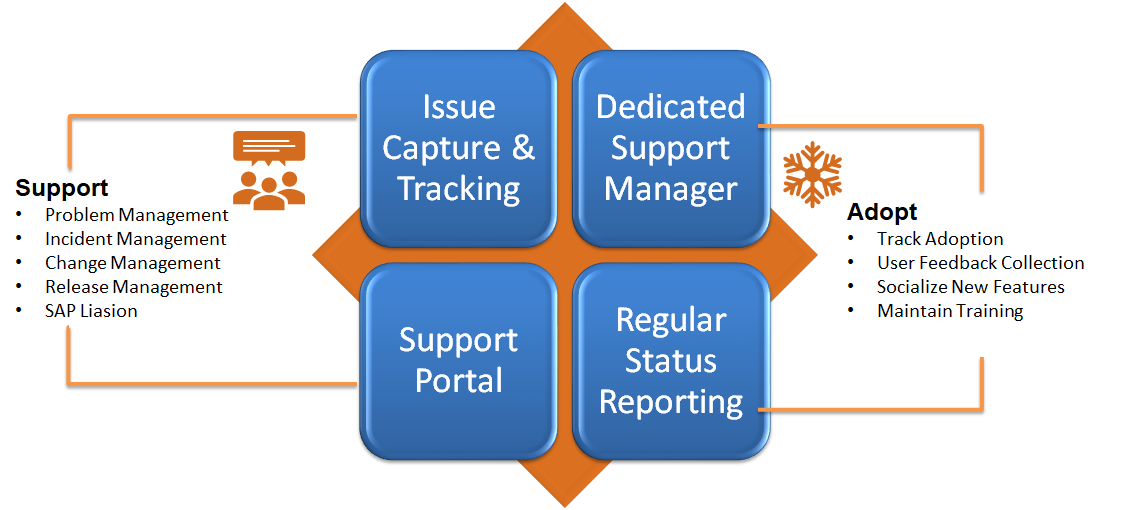 Issue
Capture &
Tracking
Dedicated
Support
Manager
Support
• Problem Management
• Incident Management
• Change Management
• Release Management
• SAP Liasion
Adopt
• Track Adoption
• User Feedback Collection
• Socialize New Features
• Maintain Training
Support
Portal
Regular
Status
Reporting